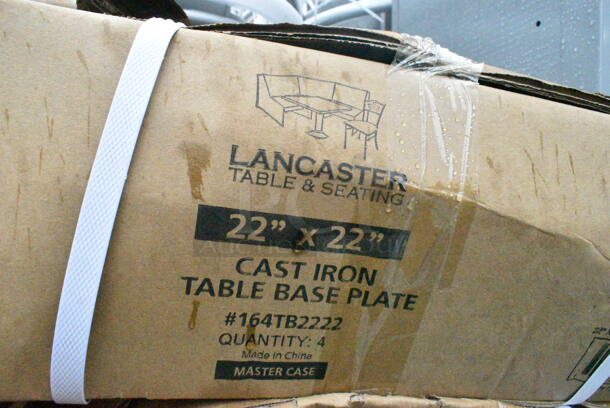 LANCASTER
TABLE & SEATING
22" x 22"
CAST IRON
TABLE BASE PLATE
#164TB2222
QUANTITY: 4
Made in China
MASTER CASE